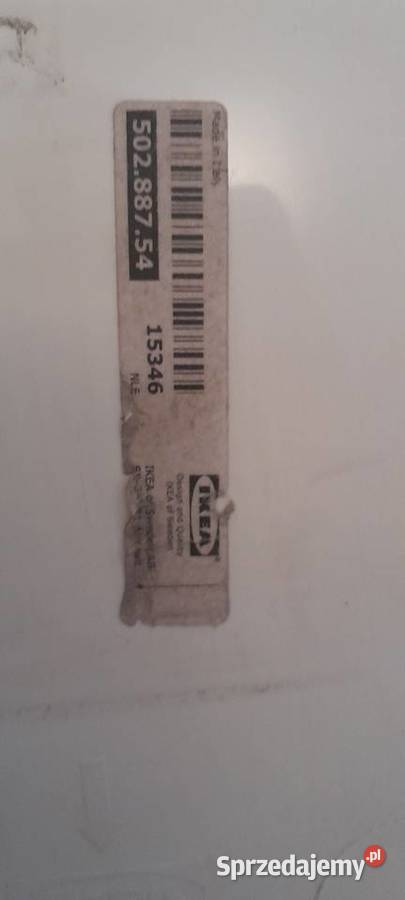 Made in Italy
502.887.54
15346
NLE
IKEA®
Design and Quality
IKEA of Sweden
IKEA of Sweden AB
Sprzedajemy.pl